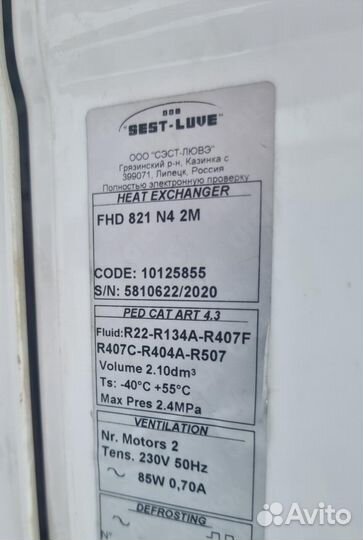 "SEST-LUVE"
ООО "СЭСТ-ЛЮВЭ"
Грязинский р-н, Казинка с
399071, Липецк, Россия
Полностью электронную проверку
HEAT EXCHANGER
FHD 821 N4 2M
CODE: 10125855
S/N: 5810622/2020
PED CAT ART 4.3
Fluid:R22-R134A-R407F
R407C-R404A-R507
Volume 2.10dm³
Ts: -40°C +55°C
Max Pres 2.4MPa
VENTILATION
Nr. Motors 2
Tens. 230V 50Hz
~ 85W 0,70A
DEFROSTING
N°
Avito